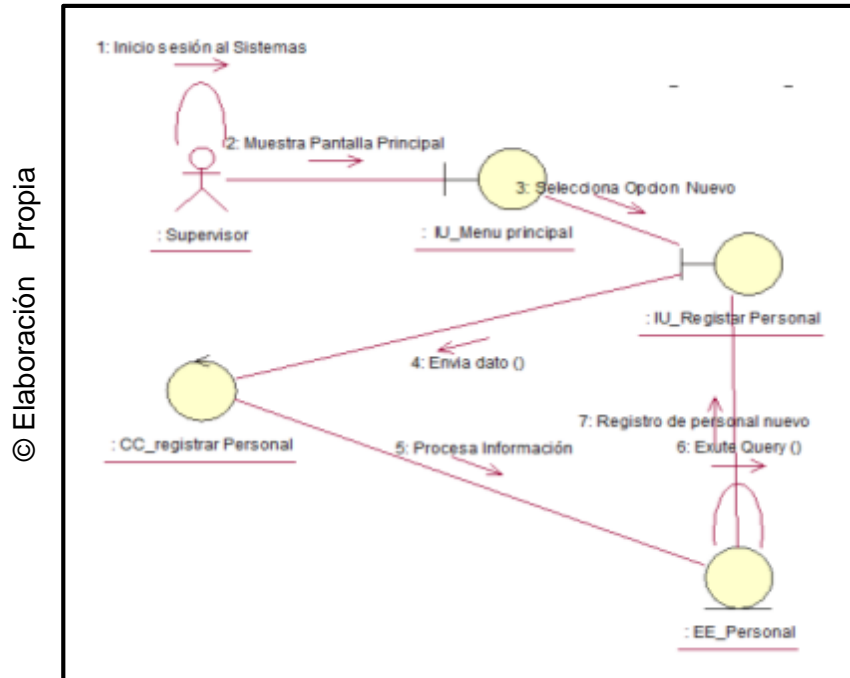 © Elaboración Propia
1: Inicio sesión al Sistemas
2: Muestra Pantalla Principal
3: Selecciona Opcion Nuevo
: Supervisor
: IU_Menu principal
: IU_Registar Personal
4: Envia dato ()
: CC_registrar Personal
7: Registro de personal nuevo
5: Procesa Información
6: Exute Query ()
: EE_Personal